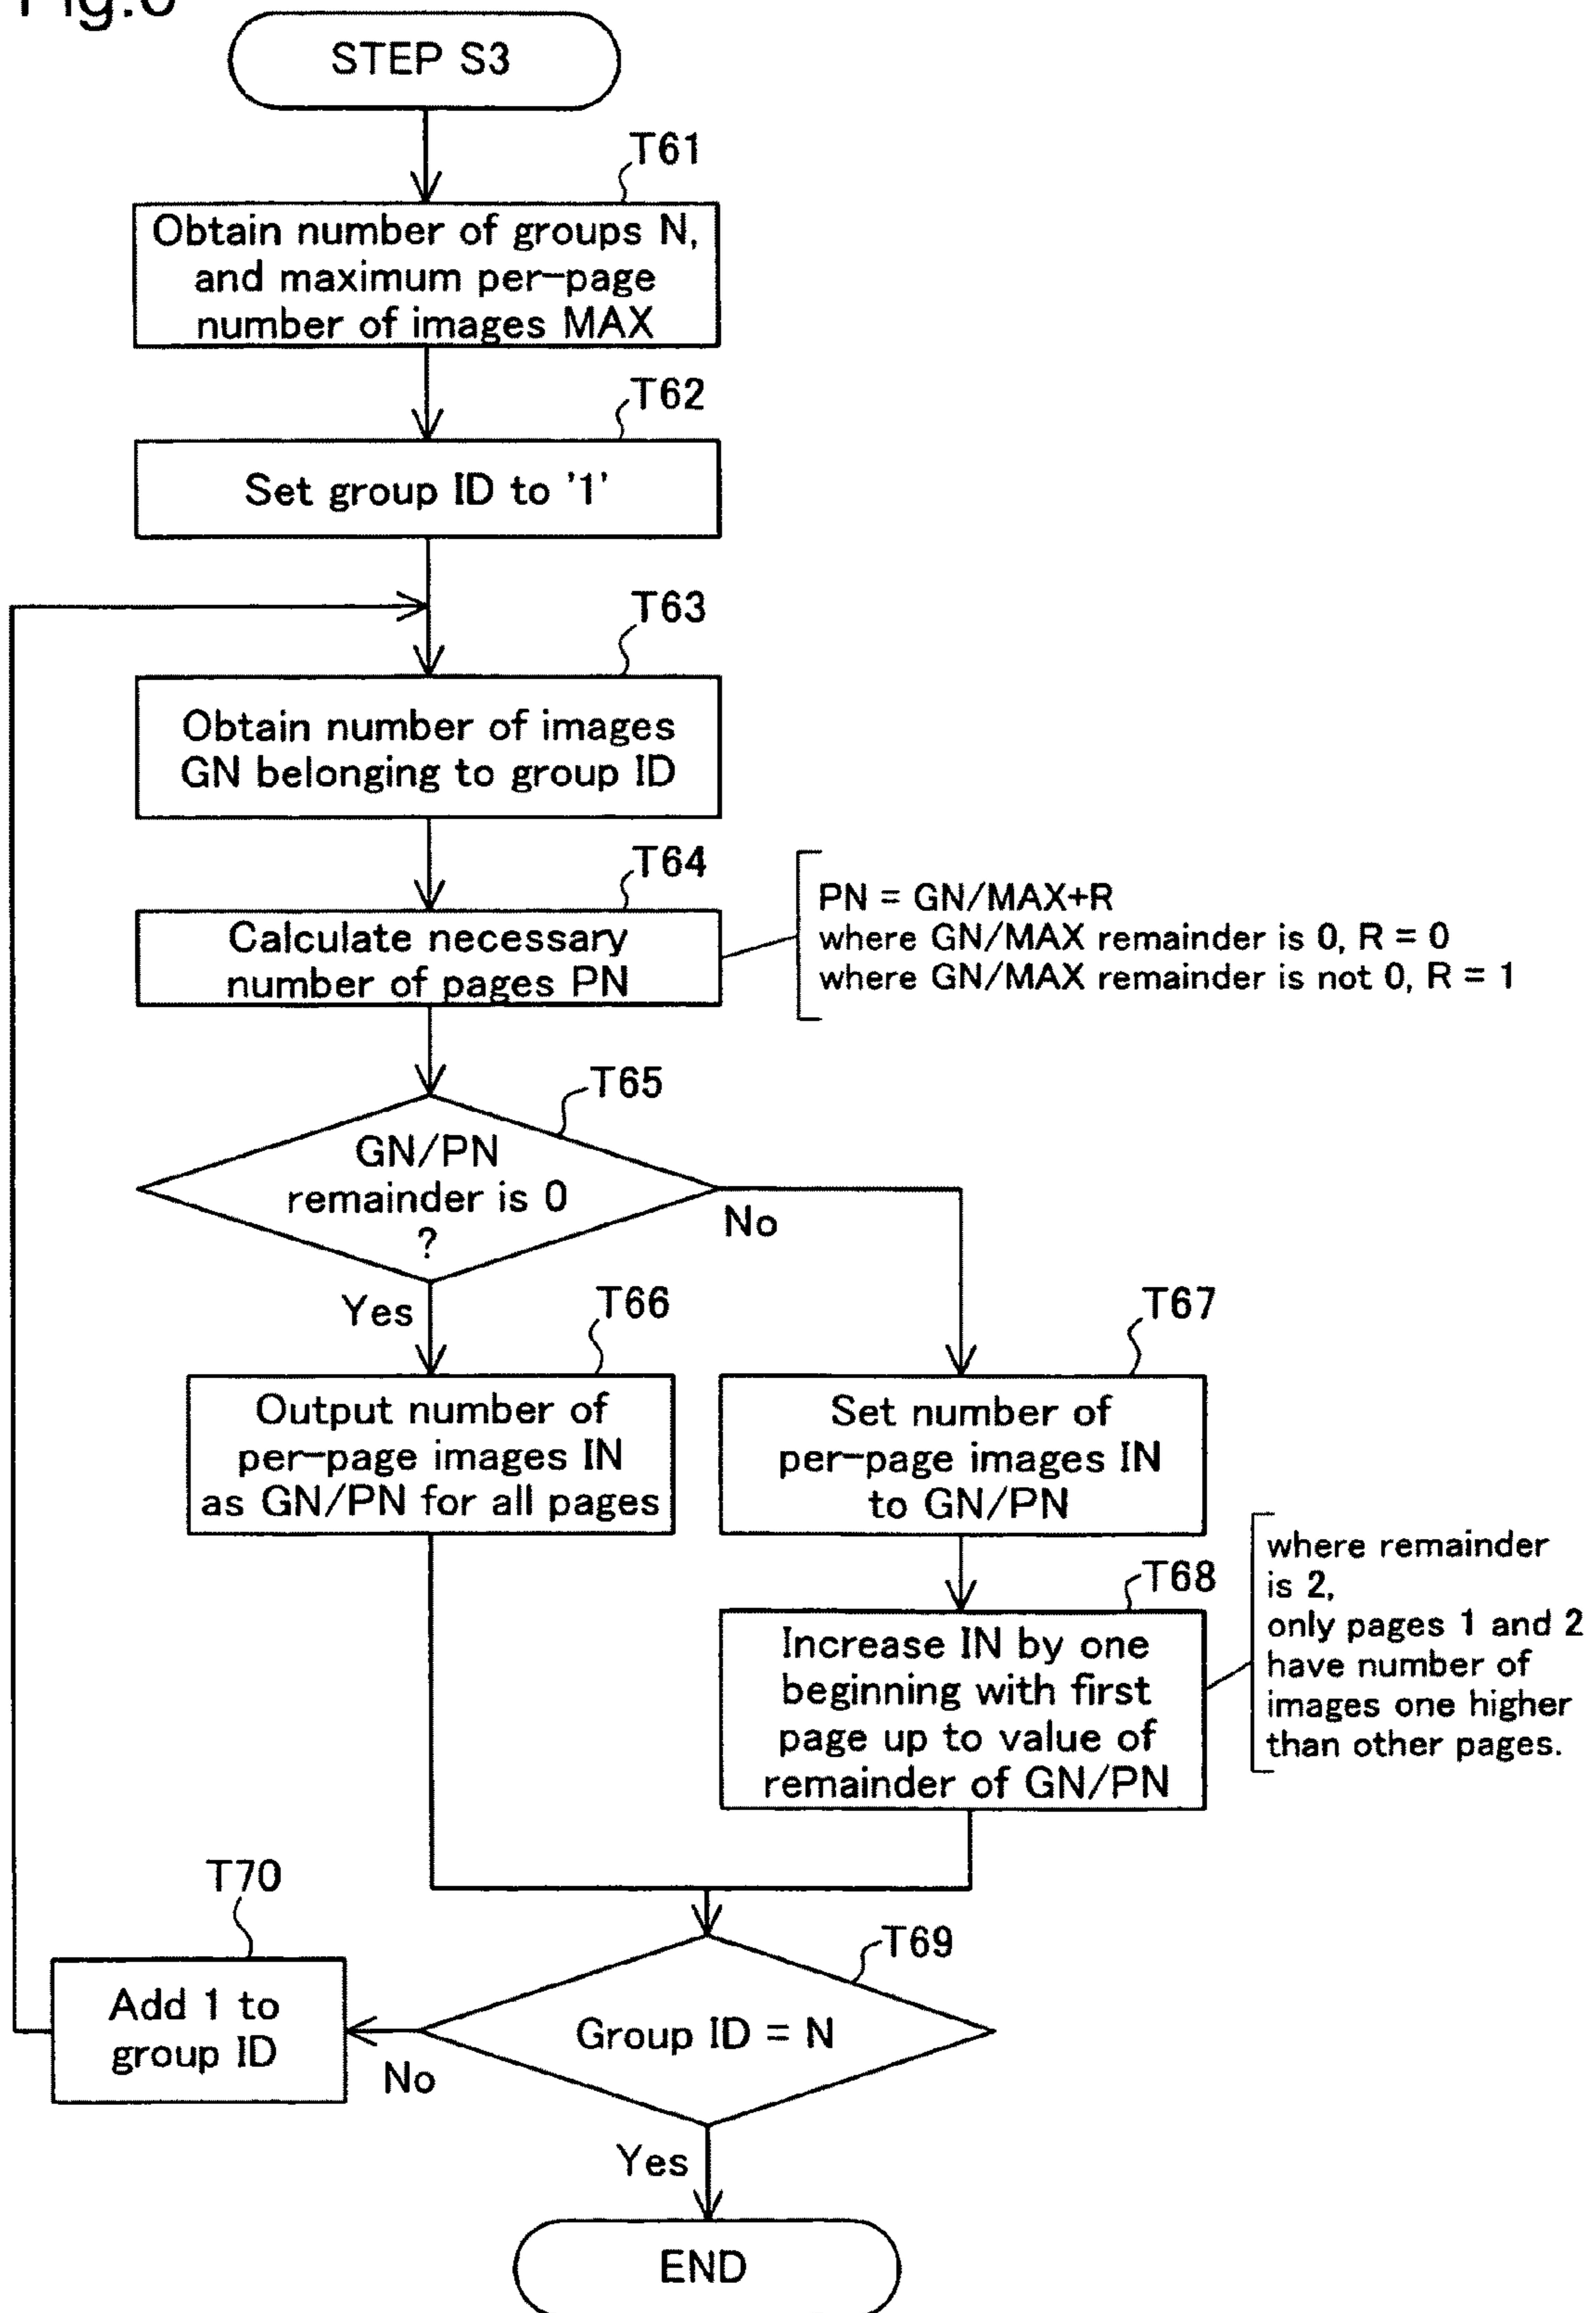 STEP S3
T61
Obtain number of groups N,
and maximum per-page
number of images MAX
T62
Set group ID to '1'
T63
Obtain number of images
GN belonging to group ID
T64
Calculate necessary
number of pages PN
PN = GN/MAX+R
where GN/MAX remainder is 0, R = 0
where GN/MAX remainder is not 0, R = 1
T65
GN/PN
remainder is 0
?
No
Yes
T66
Output number of
per-page images IN
as GN/PN for all pages
T67
Set number of
per-page images IN
to GN/PN
T68
Increase IN by one
beginning with first
page up to value of
remainder of GN/PN
where remainder
is 2,
only pages 1 and 2
have number of
images one higher
than other pages.
T70
Add 1 to
group ID
T69
Group ID = N
No
Yes
END